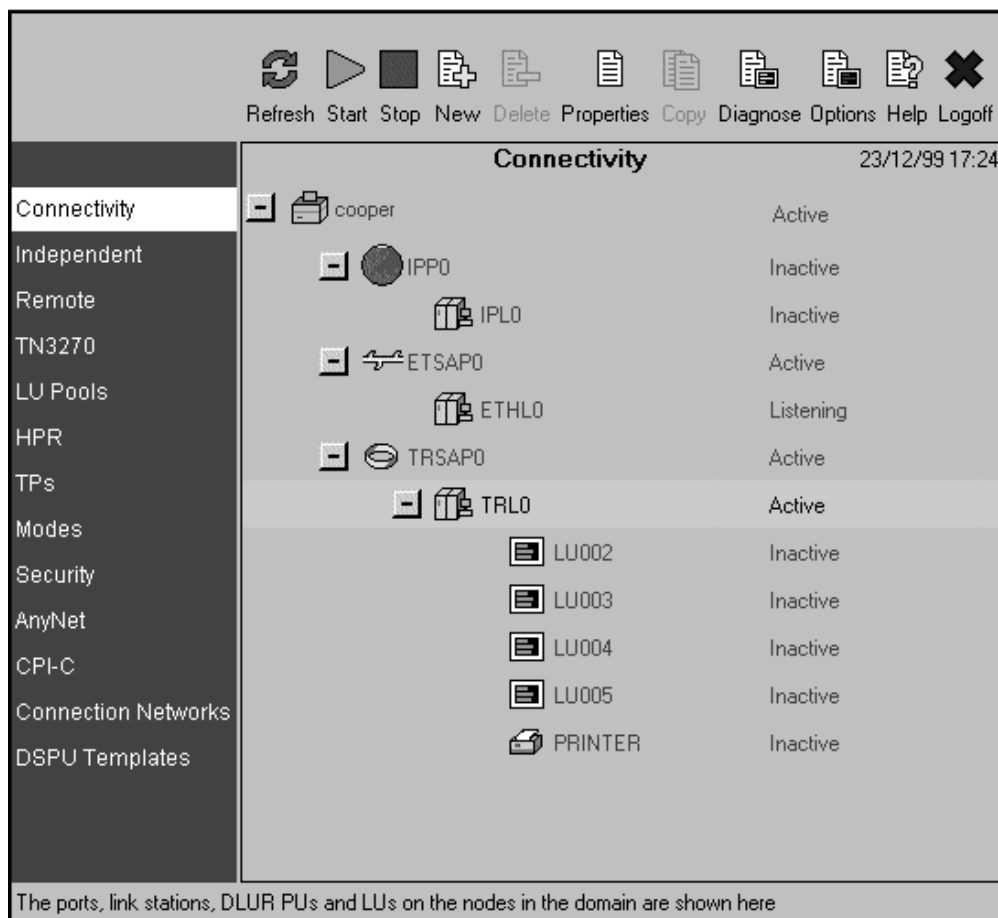 Refresh Start Stop New Delete Properties Copy Diagnose Options Help Logoff
Connectivity 23/12/99 17:24
Connectivity
Independent
Remote
TN3270
LU Pools
HPR
TPs
Modes
Security
AnyNet
CPI-C
Connection Networks
DSPU Templates
cooper Active
IPP0 Inactive
IPL0 Inactive
ETSAP0 Active
ETHL0 Listening
TRSAP0 Active
TRL0 Active
LU002 Inactive
LU003 Inactive
LU004 Inactive
LU005 Inactive
PRINTER Inactive
The ports, link stations, DLUR PUs and LUs on the nodes in the domain are shown here